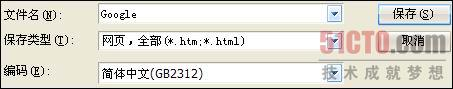 文件名(N): Google 保存(S)
保存类型(T): 网页，全部(*.htm;*.html) 取消
51CTO.com
编码(E): 简体中文(GB2312)
技术成就梦想